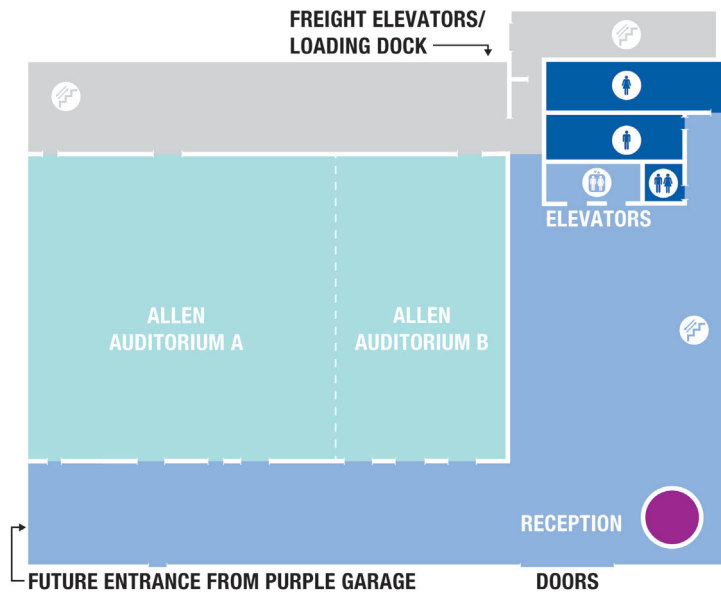 FREIGHT ELEVATORS/
LOADING DOCK
ELEVATORS
ALLEN
AUDITORIUM A
ALLEN
AUDITORIUM B
RECEPTION
FUTURE ENTRANCE FROM PURPLE GARAGE
DOORS